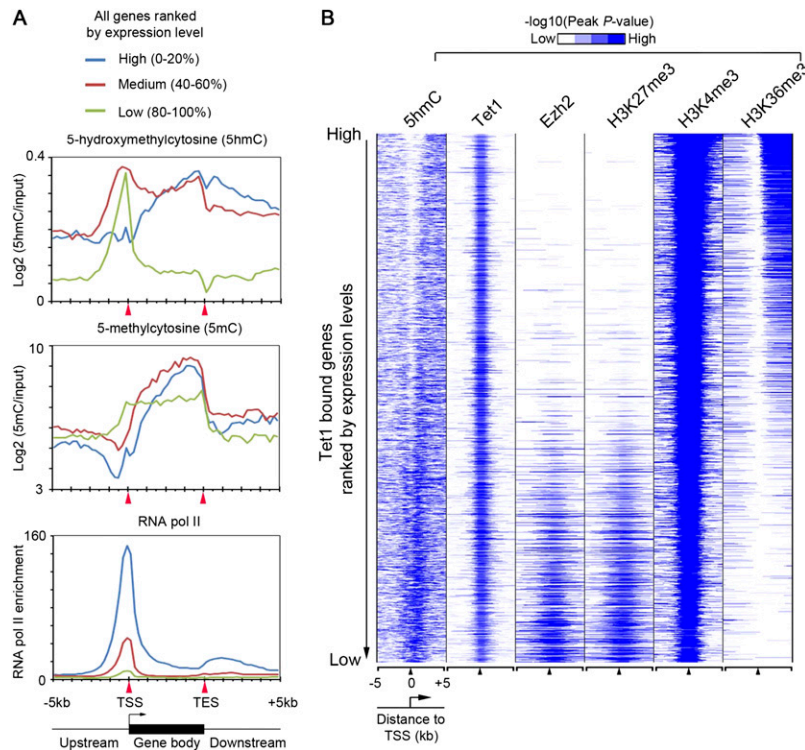 A
All genes ranked
by expression level
High (0-20%)
Medium (40-60%)
Low (80-100%)
5-hydroxymethylcytosine (5hmC)
0.4
Log2 (5hmC/input)
0
5-methylcytosine (5mC)
10
Log2 (5mC/input)
3
RNA pol II
160
RNA pol II enrichment
0
-5kb
TSS
TES
+5kb
Upstream
Gene body
Downstream
B
-log10(Peak P-value)
Low
High
5hmC
Tet1
Ezh2
H3K27me3
H3K4me3
H3K36me3
High
Tet1 bound genes
ranked by expression levels
Low
-5
0
+5
Distance to
TSS (kb)